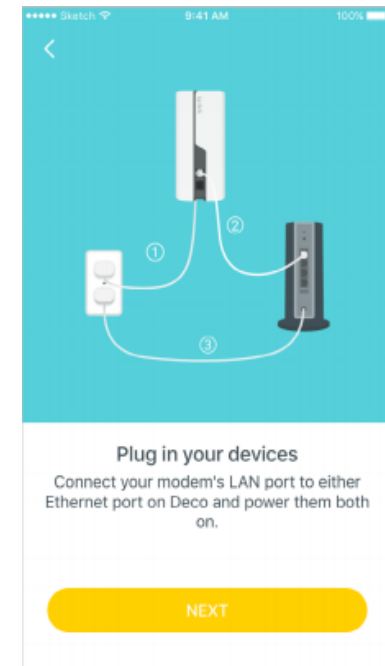 Sketch 9:41 AM 100%
①
②
③
Plug in your devices
Connect your modem's LAN port to either
Ethernet port on Deco and power them both
on.
NEXT